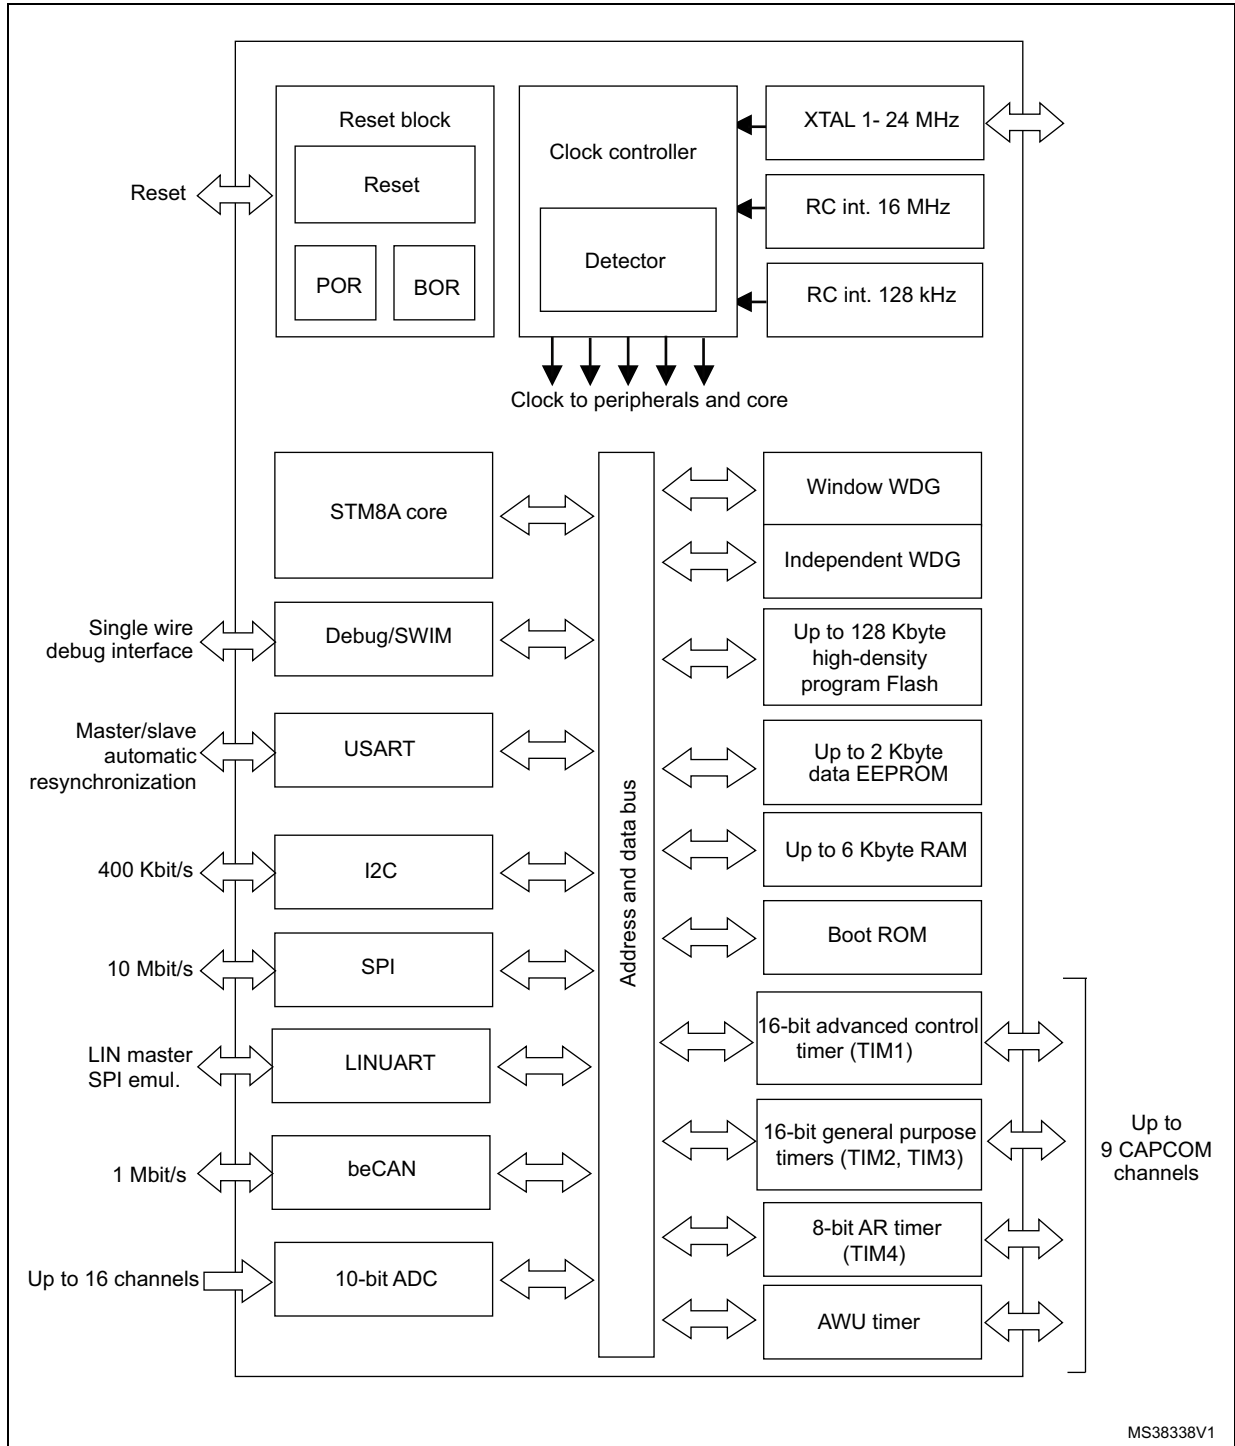 Reset block
Reset
POR
BOR
Reset
Clock controller
Detector
XTAL 1- 24 MHz
RC int. 16 MHz
RC int. 128 kHz
Clock to peripherals and core
STM8A core
Single wire
debug interface
Debug/SWIM
Master/slave
automatic
resynchronization
USART
400 Kbit/s
I2C
10 Mbit/s
SPI
LIN master
SPI emul.
LINUART
1 Mbit/s
beCAN
Up to 16 channels
10-bit ADC
Address and data bus
Window WDG
Independent WDG
Up to 128 Kbyte
high-density
program Flash
Up to 2 Kbyte
data EEPROM
Up to 6 Kbyte RAM
Boot ROM
16-bit advanced control
timer (TIM1)
16-bit general purpose
timers (TIM2, TIM3)
8-bit AR timer
(TIM4)
AWU timer
Up to
9 CAPCOM
channels
MS38338V1